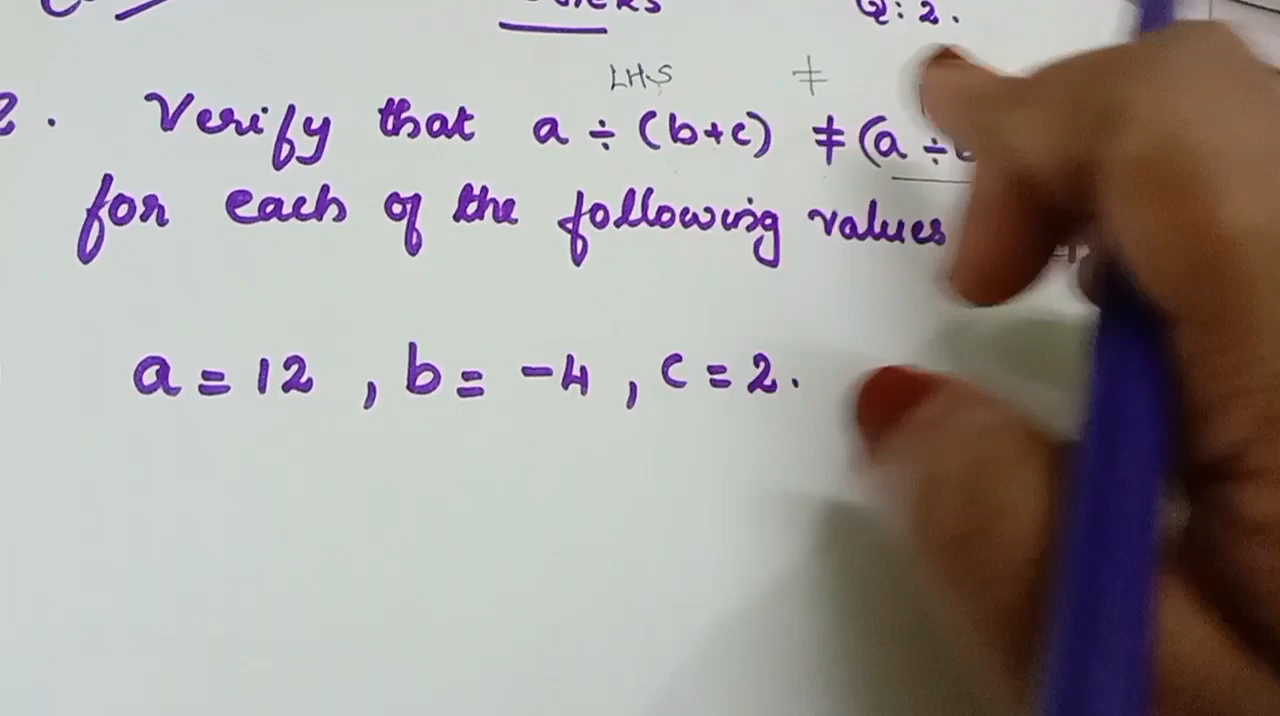 Q: 2.
LHS ≠
2. Verify that a ÷ (b+c) ≠ (a ÷
for each of the following values
a = 12 , b = -4 , c = 2.